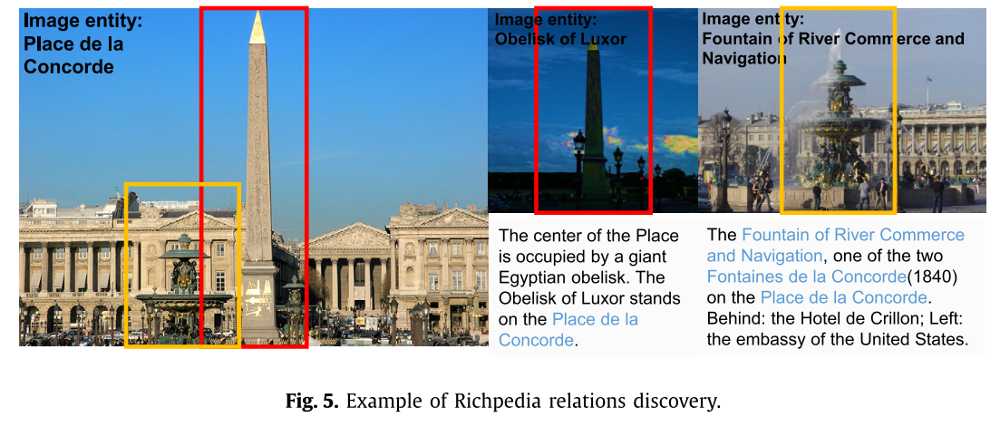 Image entity:
Place de la
Concorde
Image entity:
Obelisk of Luxor
Image entity:
Fountain of River Commerce and
Navigation
The center of the Place
is occupied by a giant
Egyptian obelisk. The
Obelisk of Luxor stands
on the Place de la
Concorde.
The Fountain of River Commerce
and Navigation, one of the two
Fontaines de la Concorde(1840)
on the Place de la Concorde.
Behind: the Hotel de Crillon; Left:
the embassy of the United States.
Fig. 5. Example of Richpedia relations discovery.